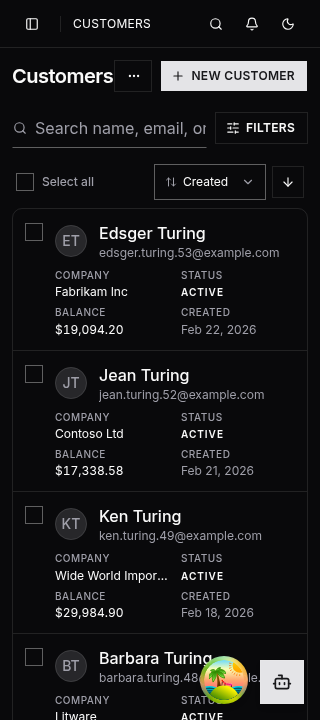 CUSTOMERS
Customers
NEW CUSTOMER
Search name, email, or
FILTERS
Select all
Created
ET
Edsger Turing
edsger.turing.53@example.com
COMPANY
STATUS
Fabrikam Inc
ACTIVE
BALANCE
CREATED
$19,094.20
Feb 22, 2026
JT
Jean Turing
jean.turing.52@example.com
COMPANY
STATUS
Contoso Ltd
ACTIVE
BALANCE
CREATED
$17,338.58
Feb 21, 2026
KT
Ken Turing
ken.turing.49@example.com
COMPANY
STATUS
Wide World Impor...
ACTIVE
BALANCE
CREATED
$29,984.90
Feb 18, 2026
BT
Barbara Turing
barbara.turing.48
COMPANY
STATUS
Litware
ACTIVE